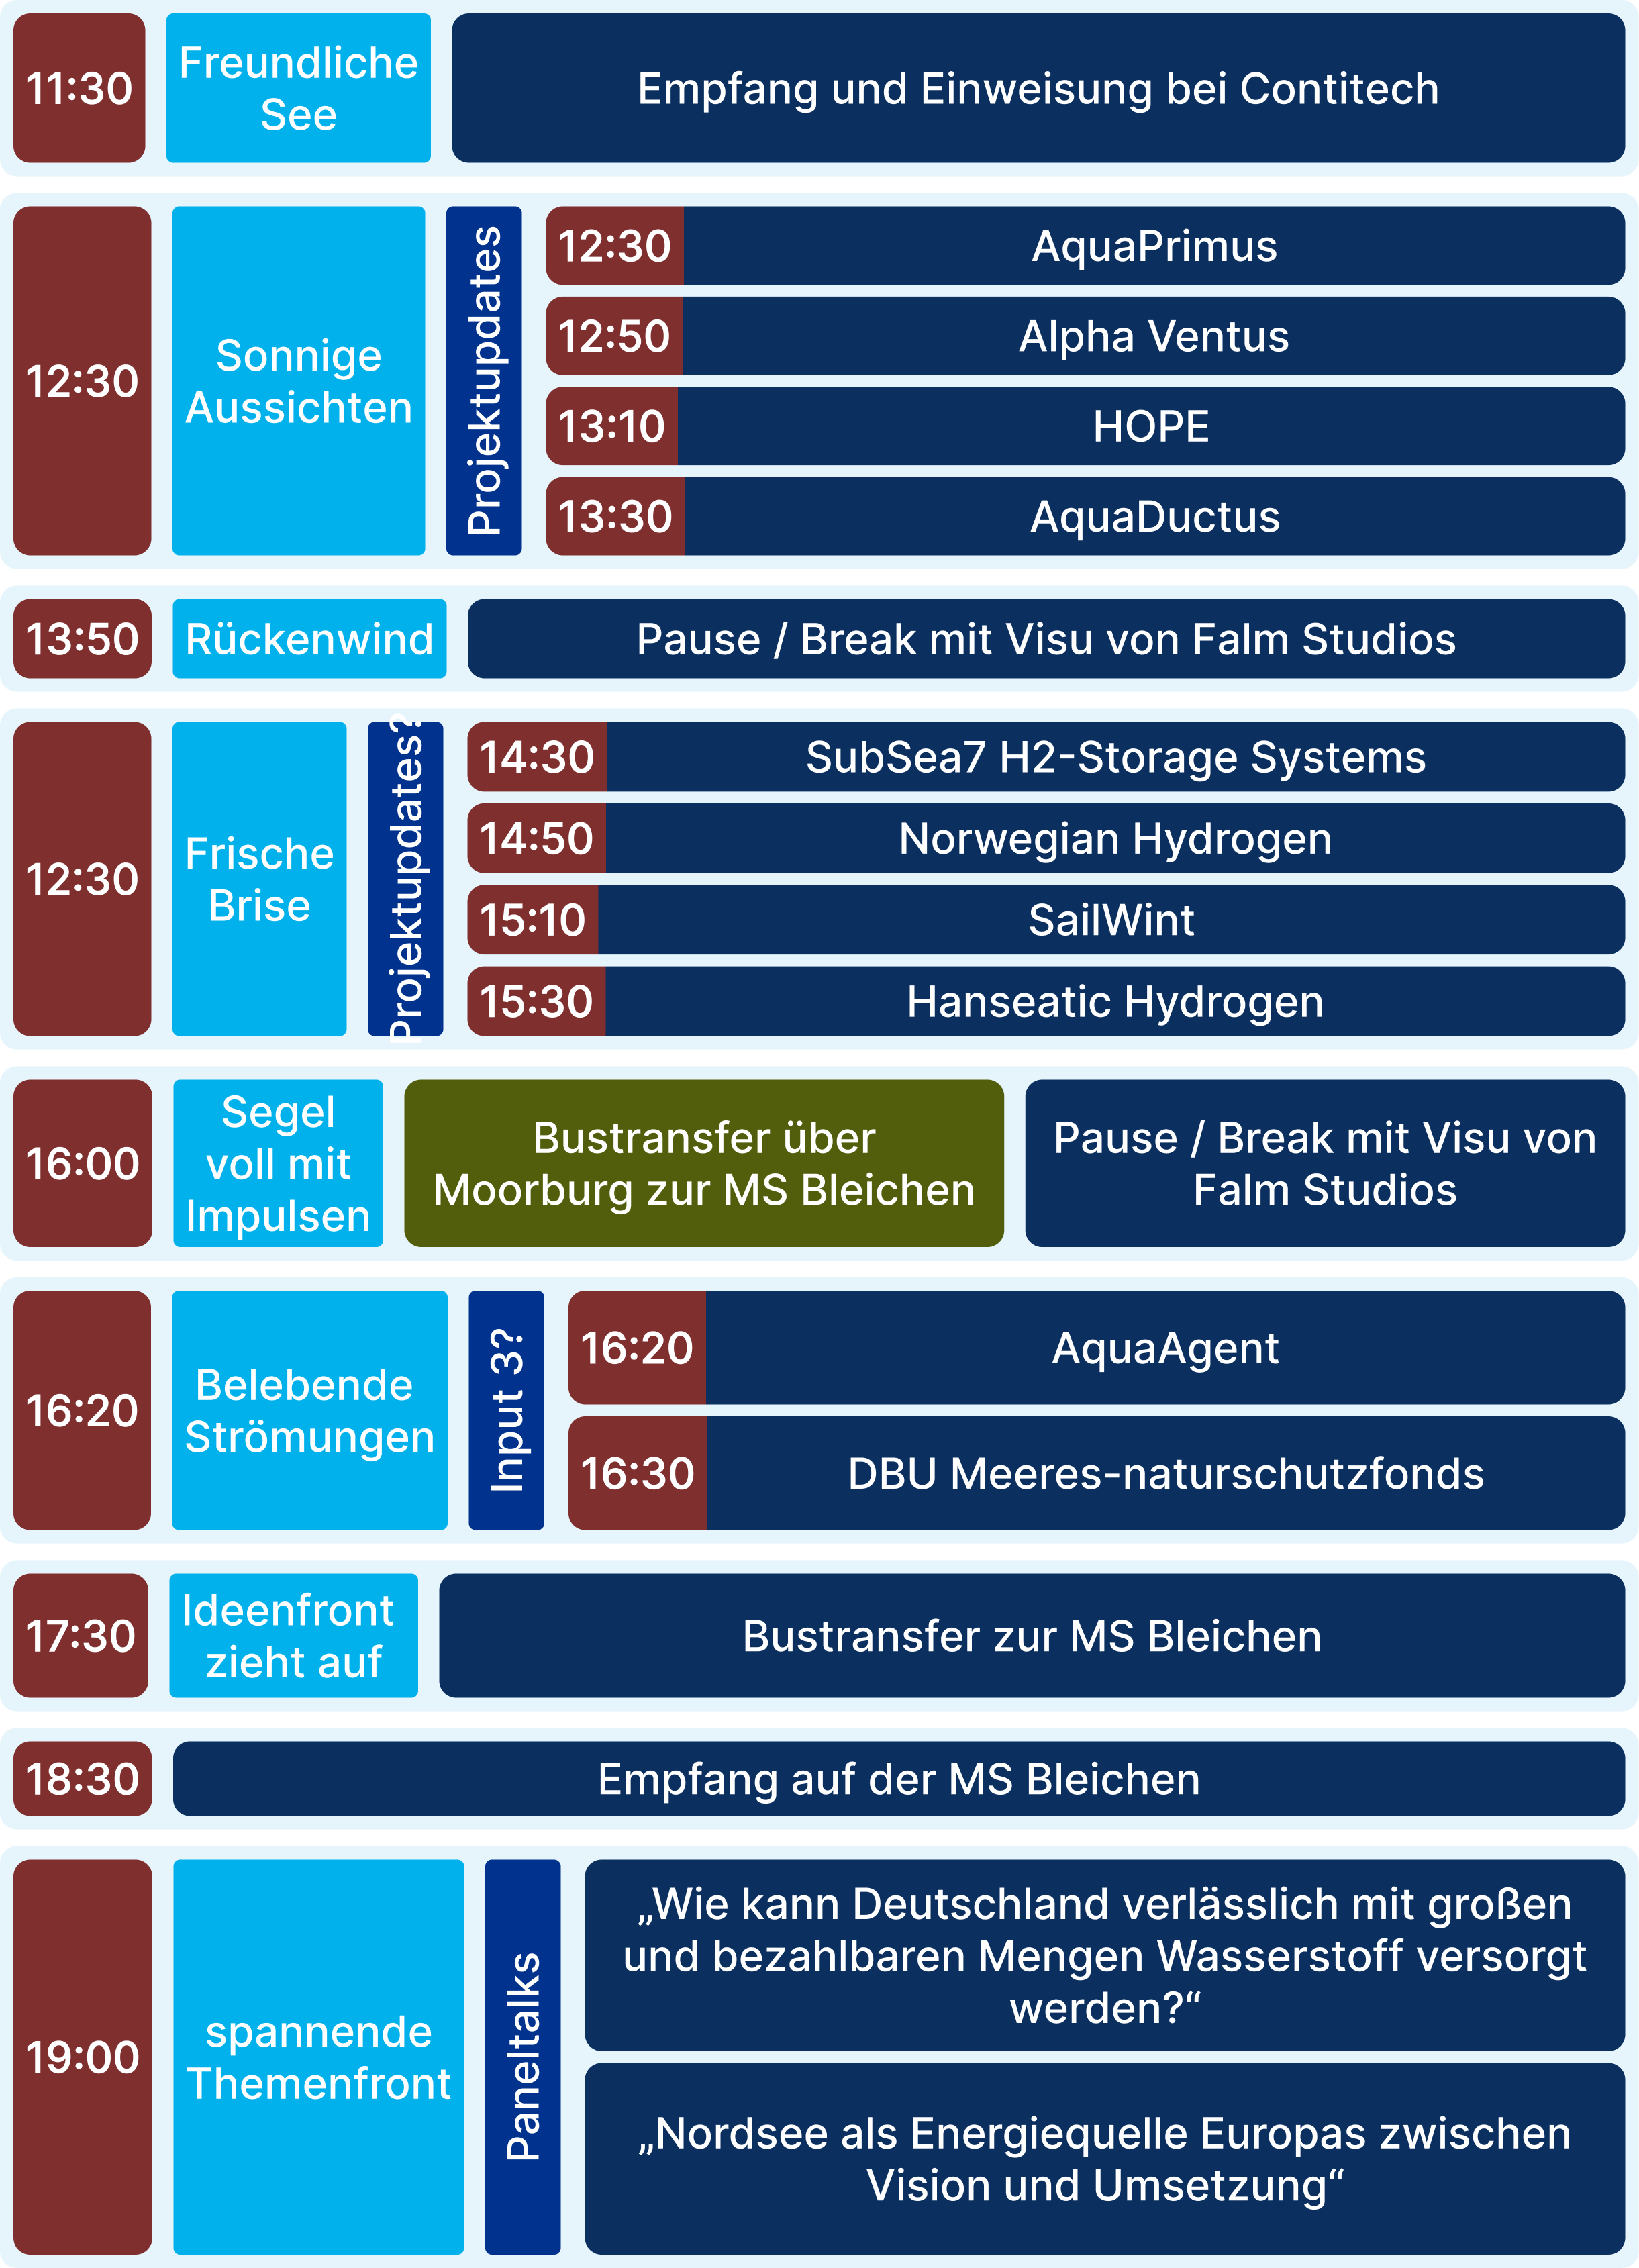 11:30
Freundliche
See
Empfang und Einweisung bei Contitech
12:30
Sonnige
Aussichten
Projektupdates
12:30
AquaPrimus
12:50
Alpha Ventus
13:10
HOPE
13:30
AquaDuctus
13:50
Rückenwind
Pause / Break mit Visu von Falm Studios
12:30
Frische
Brise
Projektupdates?
14:30
SubSea7 H2-Storage Systems
14:50
Norwegian Hydrogen
15:10
SailWint
15:30
Hanseatic Hydrogen
16:00
Segel
voll mit
Impulsen
Bustransfer über
Moorburg zur MS Bleichen
Pause / Break mit Visu von
Falm Studios
16:20
Belebende
Strömungen
Input 3?
16:20
AquaAgent
16:30
DBU Meeres-naturschutzfonds
17:30
Ideenfront
zieht auf
Bustransfer zur MS Bleichen
18:30
Empfang auf der MS Bleichen
19:00
spannende
Themenfront
Paneltalks
„Wie kann Deutschland verlässlich mit großen
und bezahlbaren Mengen Wasserstoff versorgt
werden?“
„Nordsee als Energiequelle Europas zwischen
Vision und Umsetzung“